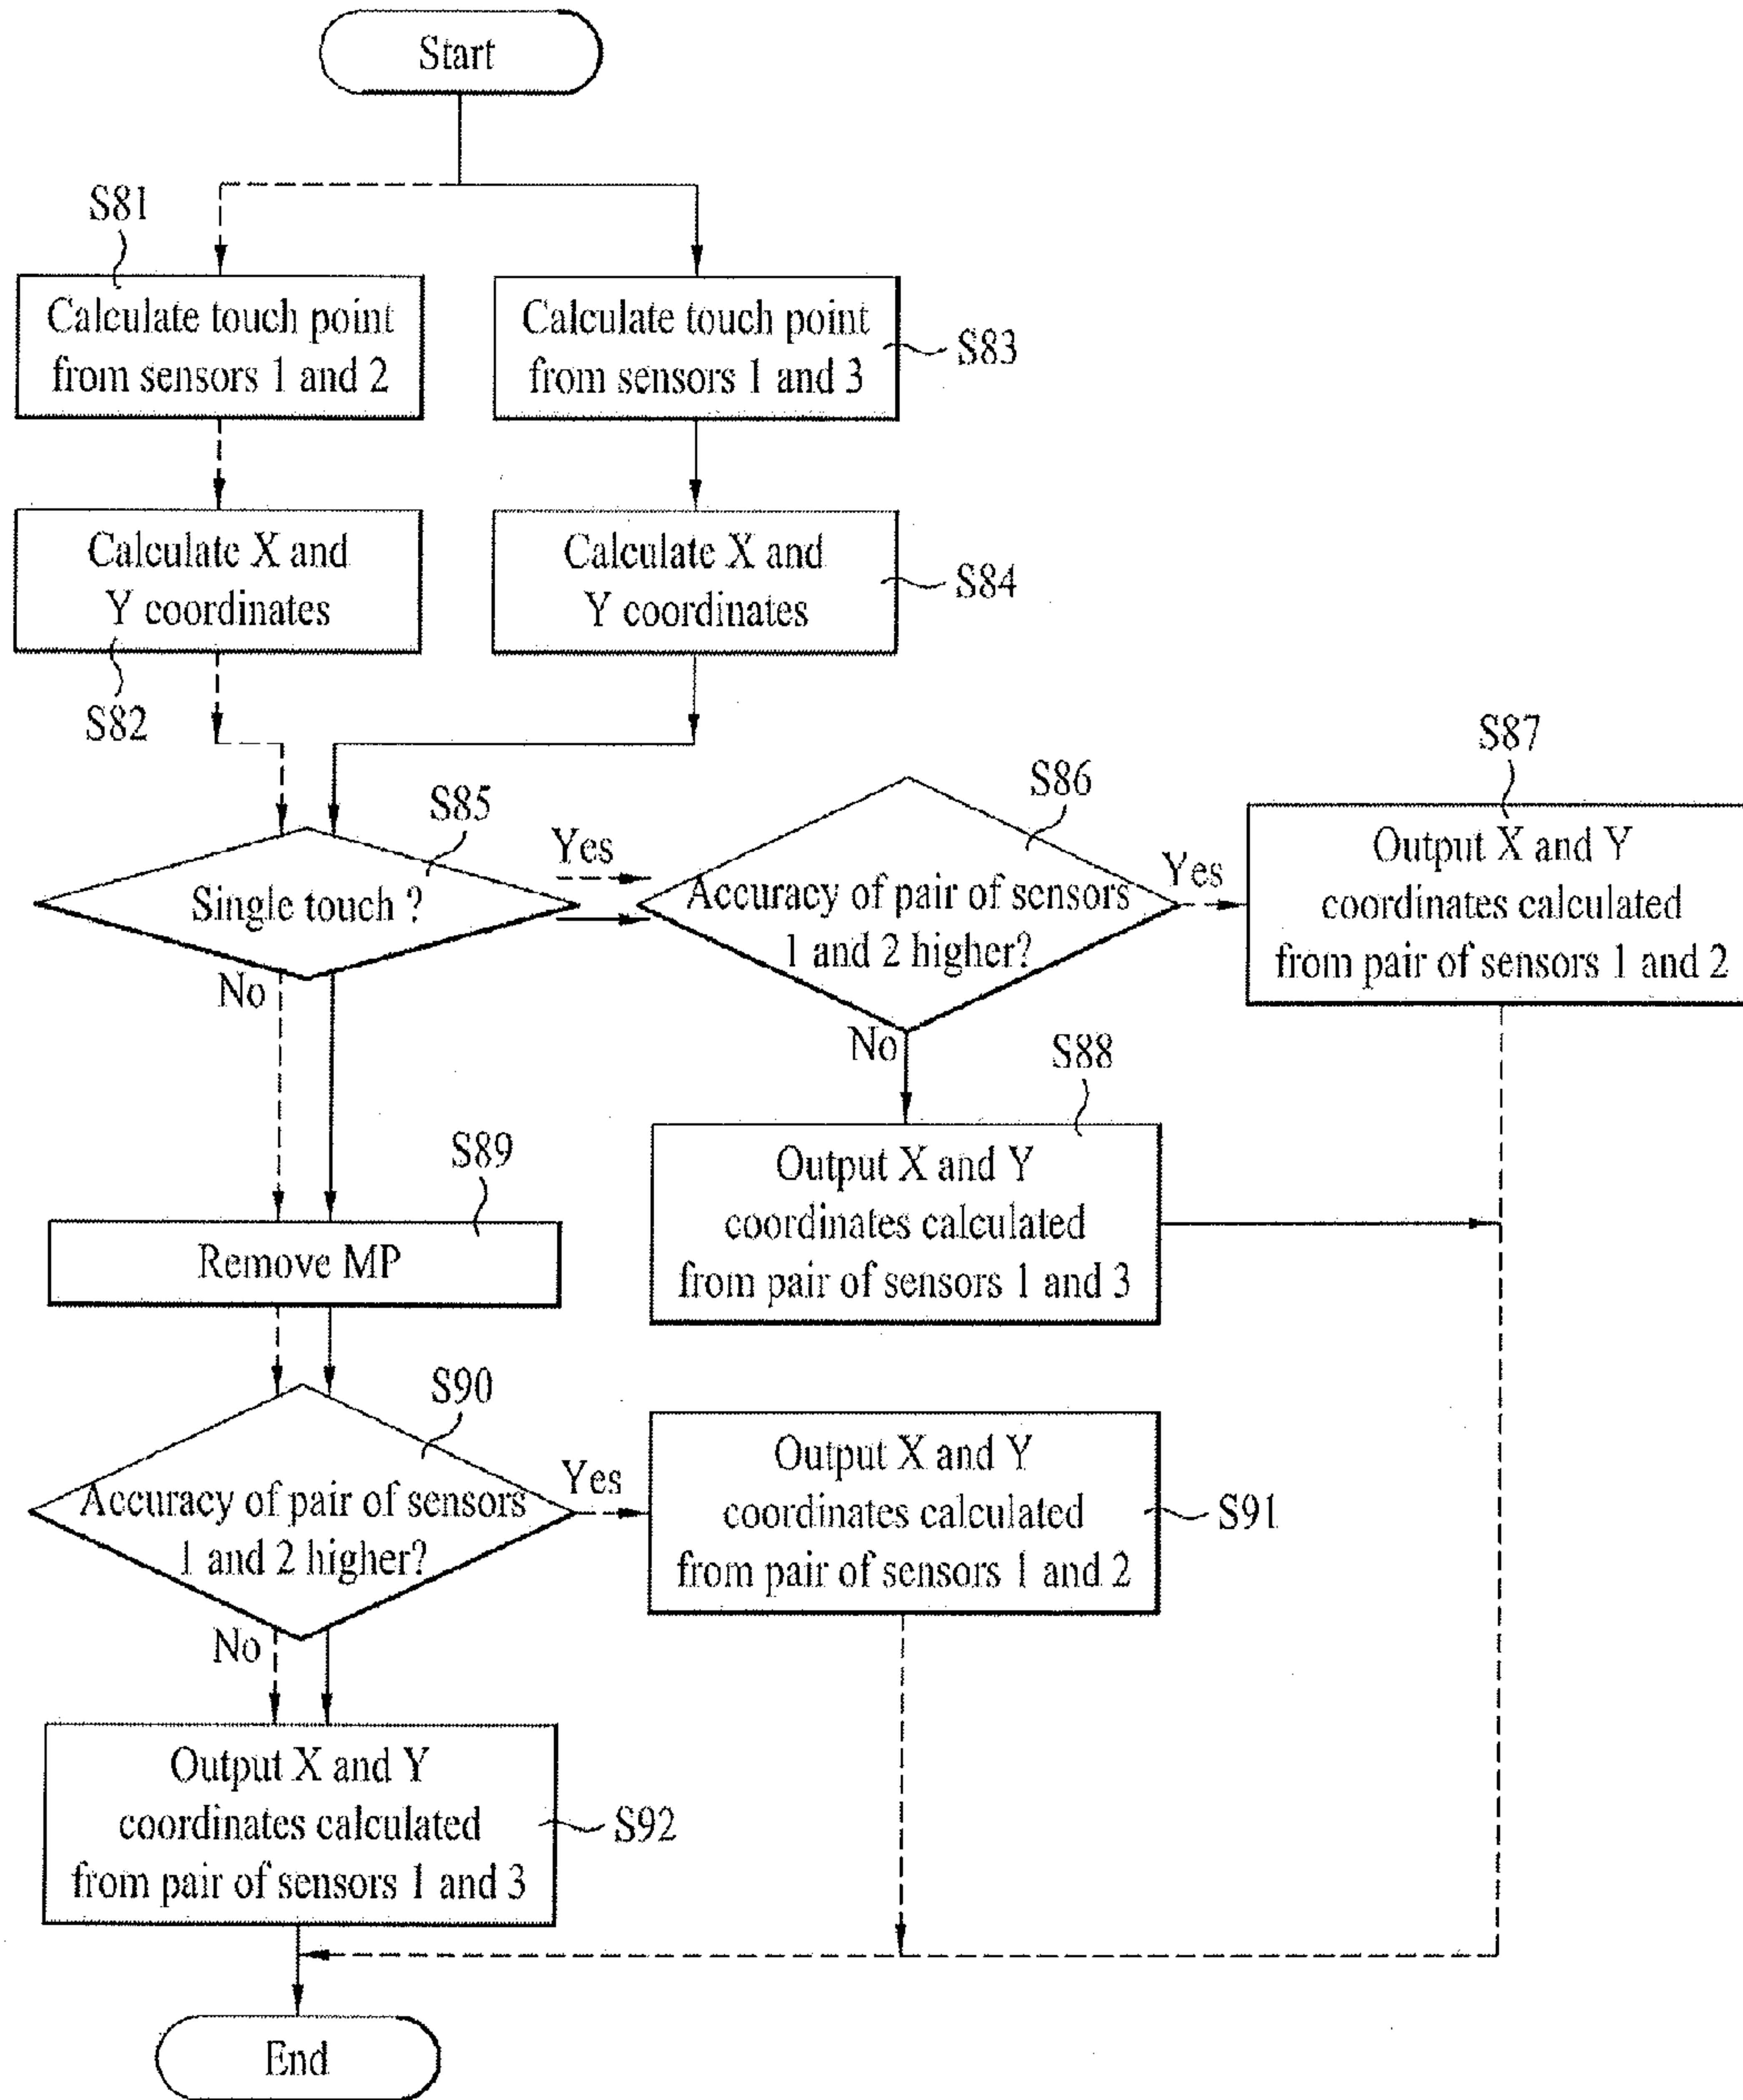 Start
S81
Calculate touch point
from sensors 1 and 2
Calculate touch point
from sensors 1 and 3
S83
Calculate X and
Y coordinates
S82
Calculate X and
Y coordinates
S84
S85
Single touch ?
Yes
No
S86
Accuracy of pair of sensors
1 and 2 higher?
Yes
No
S87
Output X and Y
coordinates calculated
from pair of sensors 1 and 2
S88
Output X and Y
coordinates calculated
from pair of sensors 1 and 3
S89
Remove MP
S90
Accuracy of pair of sensors
1 and 2 higher?
Yes
No
Output X and Y
coordinates calculated
from pair of sensors 1 and 2
S91
Output X and Y
coordinates calculated
from pair of sensors 1 and 3
S92
End